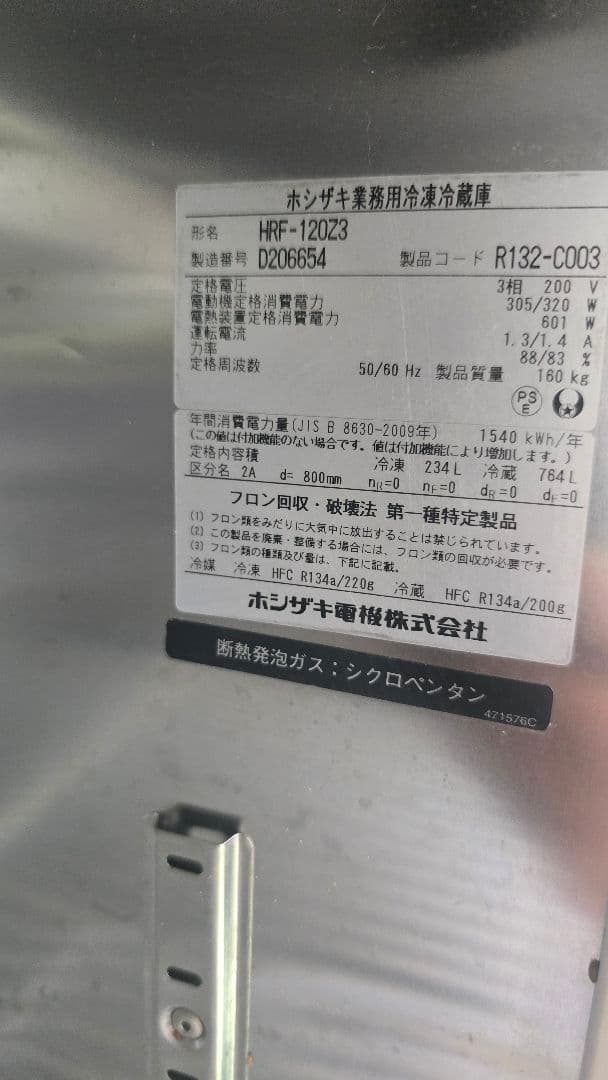 ホシザキ業務用冷凍冷蔵庫
形名 HRF-120Z3
製造番号 D206654 製品コード R132-C003
定格電圧 3相 200 V
電動機定格消費電力 305/320 W
電熱装置定格消費電力 601 W
運転電流 1.3/1.4 A
力率 88/83 %
定格周波数 50/60 Hz 製品質量 160 kg
PS
E
年間消費電力量(JIS B 8630-2009年) 1540 kWh/年
(この値は付加機能のない場合です。値は付加機能により増加します。)
定格内容積 冷凍 234 L 冷蔵 764 L
区分名 2A d= 800mm nR=0 nF=0 dR=0 dF=0
フロン回収・破壊法 第一種特定製品
(1) フロン類をみだりに大気中に放出することは禁じられています。
(2) この製品を廃棄・整備する場合には、フロン類の回収が必要です。
(3) フロン類の種類及び量は、下記に記載。
冷媒 冷凍 HFC R134a/220g 冷蔵 HFC R134a/200g
ホシザキ電機株式会社
断熱発泡ガス：シクロペンタン
471576C